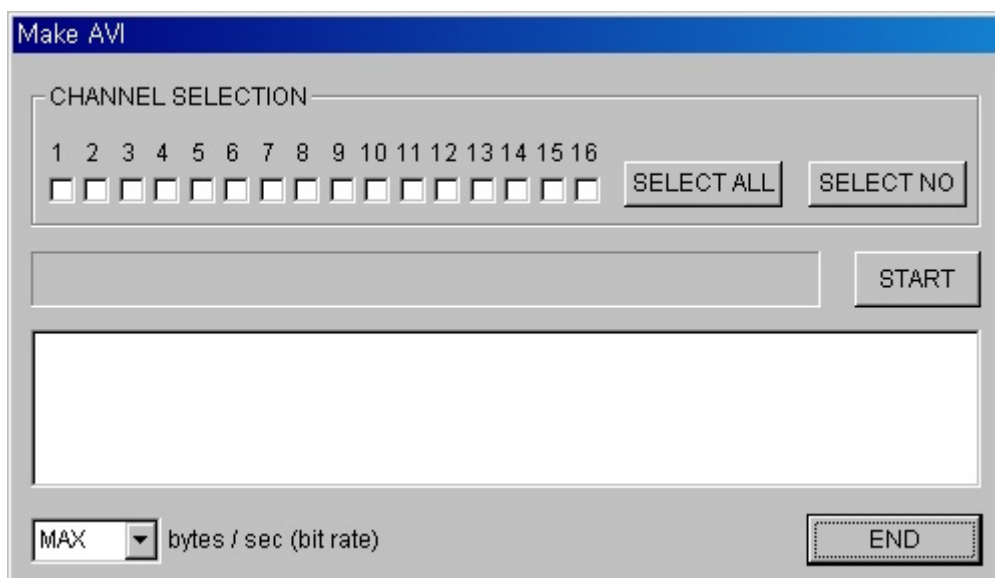 Make AVI
CHANNEL SELECTION
1 2 3 4 5 6 7 8 9 10 11 12 13 14 15 16
SELECT ALL SELECT NO
START
MAX bytes / sec (bit rate) END